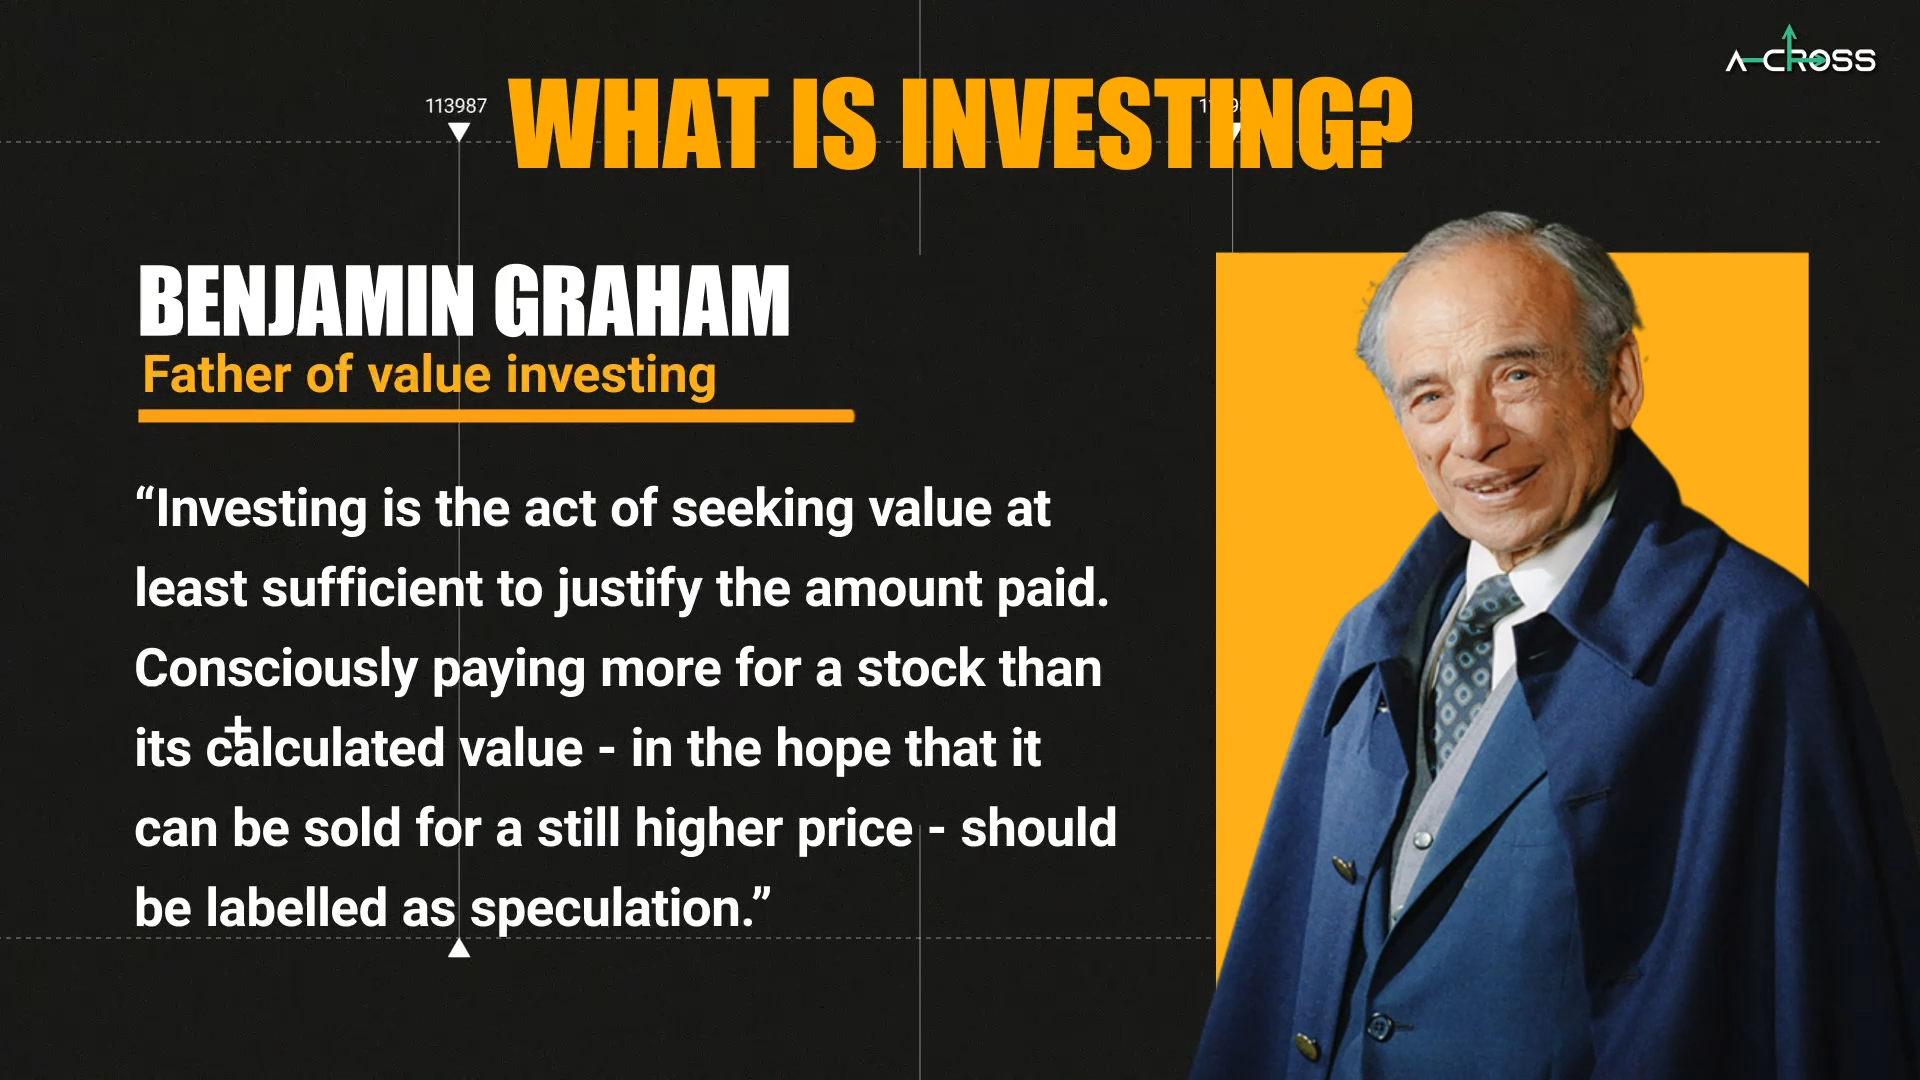 A-CROSS
WHAT IS INVESTING?
113987
BENJAMIN GRAHAM
Father of value investing
“Investing is the act of seeking value at
least sufficient to justify the amount paid.
Consciously paying more for a stock than
its calculated value - in the hope that it
can be sold for a still higher price - should
be labelled as speculation.”